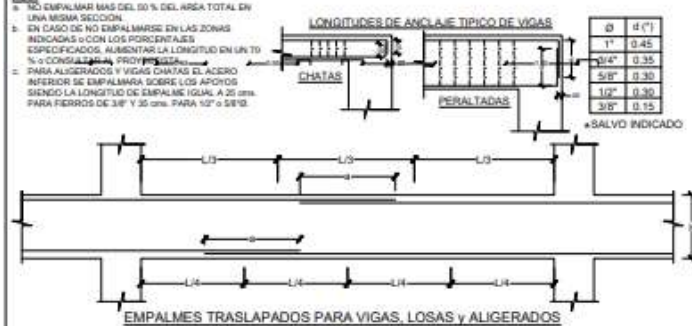 a. NO EMPALMAR MAS DEL 50 % DEL AREA TOTAL EN
UNA MISMA SECCION.
b. EN CASO DE NO EMPALMARSE EN LAS ZONAS
INDICADAS o CON LOS PORCENTAJES
ESPECIFICADOS, AUMENTAR LA LONGITUD EN UN 70
% o CONSULTAR AL PROYECTISTA.
c. PARA ALIGERADOS Y VIGAS CHATAS EL ACERO
INFERIOR SE EMPALMARA SOBRE LOS APOYOS
SIENDO LA LONGITUD DE EMPALME IGUAL A 25 cms.
PARA FIERROS DE 3/8" Y 35 cms. PARA 1/2" o 5/8"Ø.
LONGITUDES DE ANCLAJE TIPICO DE VIGAS
CHATAS
PERALTADAS
Ø d (*)
1" 0.45
3/4" 0.35
5/8" 0.30
1/2" 0.30
3/8" 0.15
*SALVO INDICADO
L/3 L/3 L/3
a
a
L/4 L/4 L/4 L/4
EMPALMES TRASLAPADOS PARA VIGAS, LOSAS y ALIGERADOS